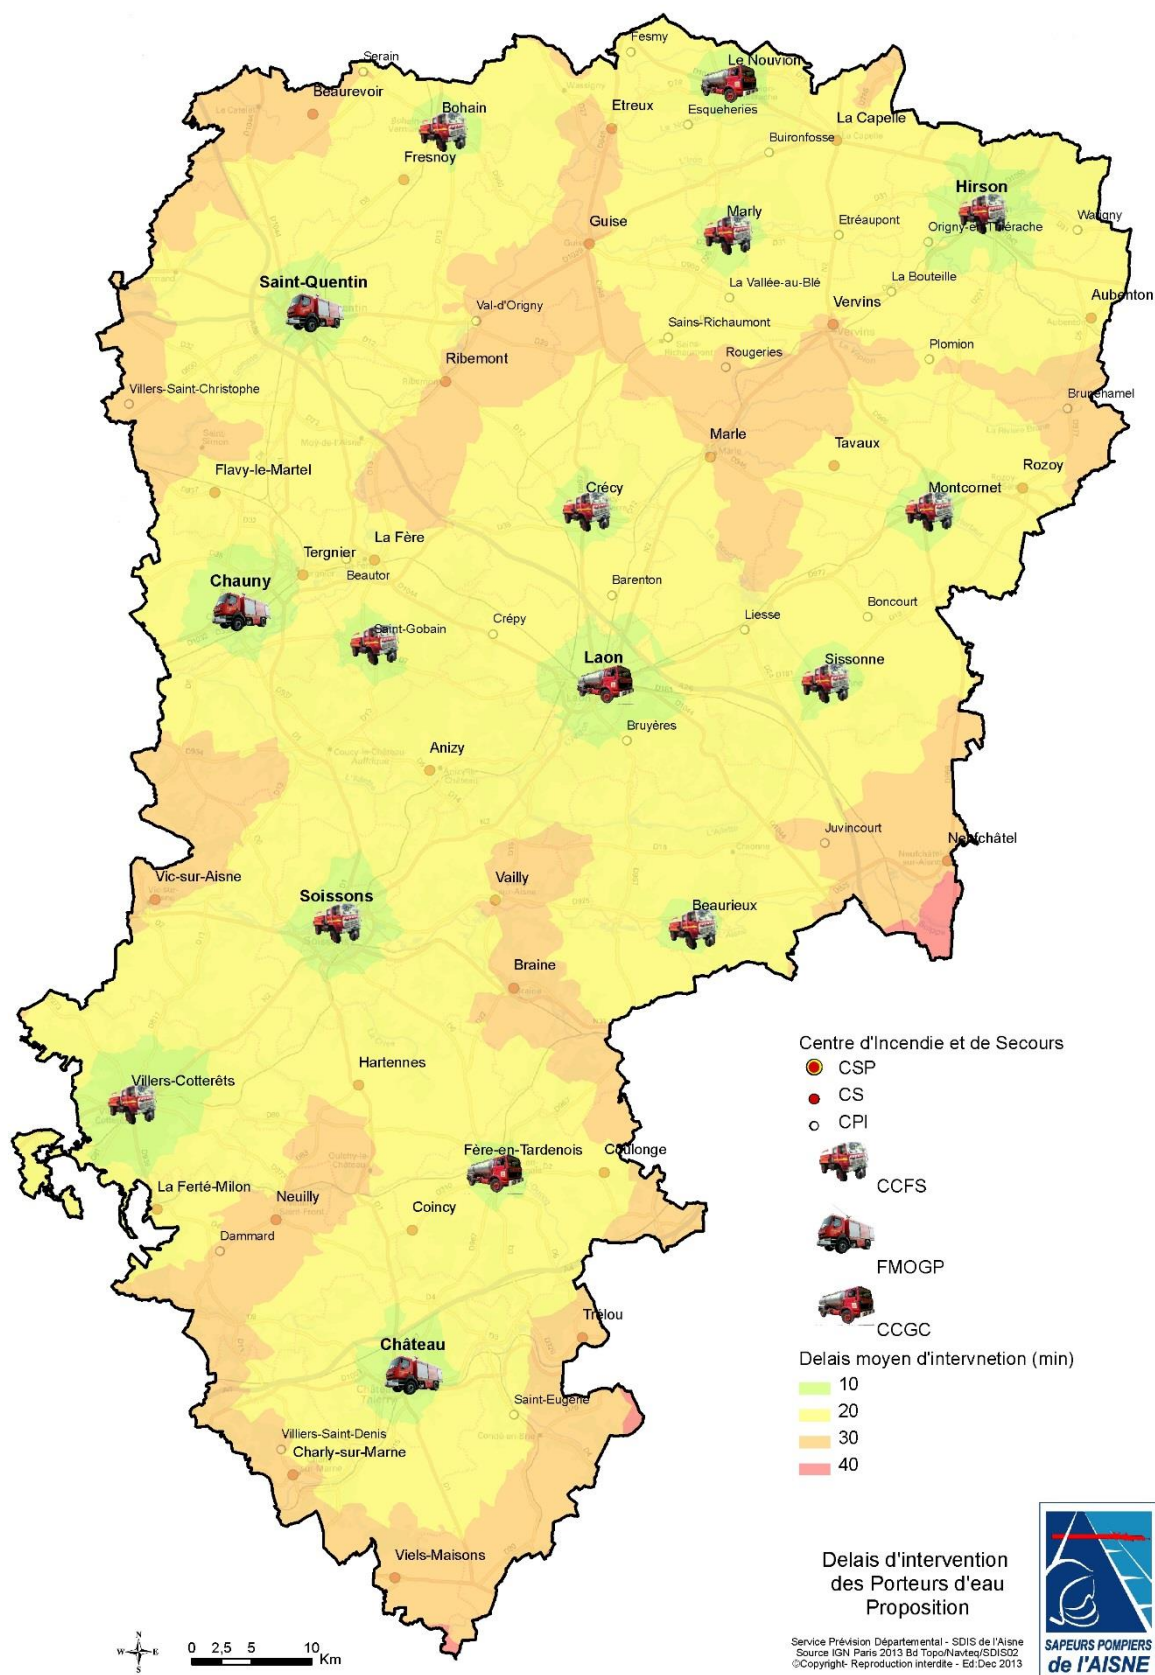 Fesmy
Serain
Le Nouvion
Beaurevoir
Bohain
Etreux
Esqueheries
La Capelle
Buironfosse
Fresnoy
Hirson
Marly
Guise
Etréaupont
Watigny
Origny-en-Thiérache
Saint-Quentin
La Bouteille
La Vallée-au-Blé
Aubenton
Val-d'Origny
Vervins
Sains-Richaumont
Plomion
Ribemont
Rougeries
Villers-Saint-Christophe
Brunehamel
Marle
Tavaux
Flavy-le-Martel
Rozoy
Crécy
Montcornet
La Fère
Tergnier
Beautor
Chauny
Barenton
Boncourt
Liesse
Crépy
Saint-Gobain
Laon
Sissonne
Bruyères
Anizy
Juvincourt
Neufchâtel
Vic-sur-Aisne
Vailly
Soissons
Beaurieux
Braine
Hartennes
Villers-Cotterêts
Fère-en-Tardenois
Coulonge
La Ferté-Milon
Neuilly
Coincy
Dammard
Trélou
Château
Saint-Eugène
Villiers-Saint-Denis
Charly-sur-Marne
Viels-Maisons
Centre d'Incendie et de Secours
CSP
CS
CPI
CCFS
FMOGP
CCGC
Delais moyen d'intervnetion (min)
10
20
30
40
Delais d'intervention
des Porteurs d'eau
Proposition
Service Prévision Départemental - SDIS de l'Aisne
Source IGN Paris 2013 Bd Topo/Navteq/SDIS02
©Copyright- Reproduction interdite - Ed:Dec 2013
SAPEURS POMPIERS
de l'AISNE
N
W E
S
0 2,5 5 10
Km